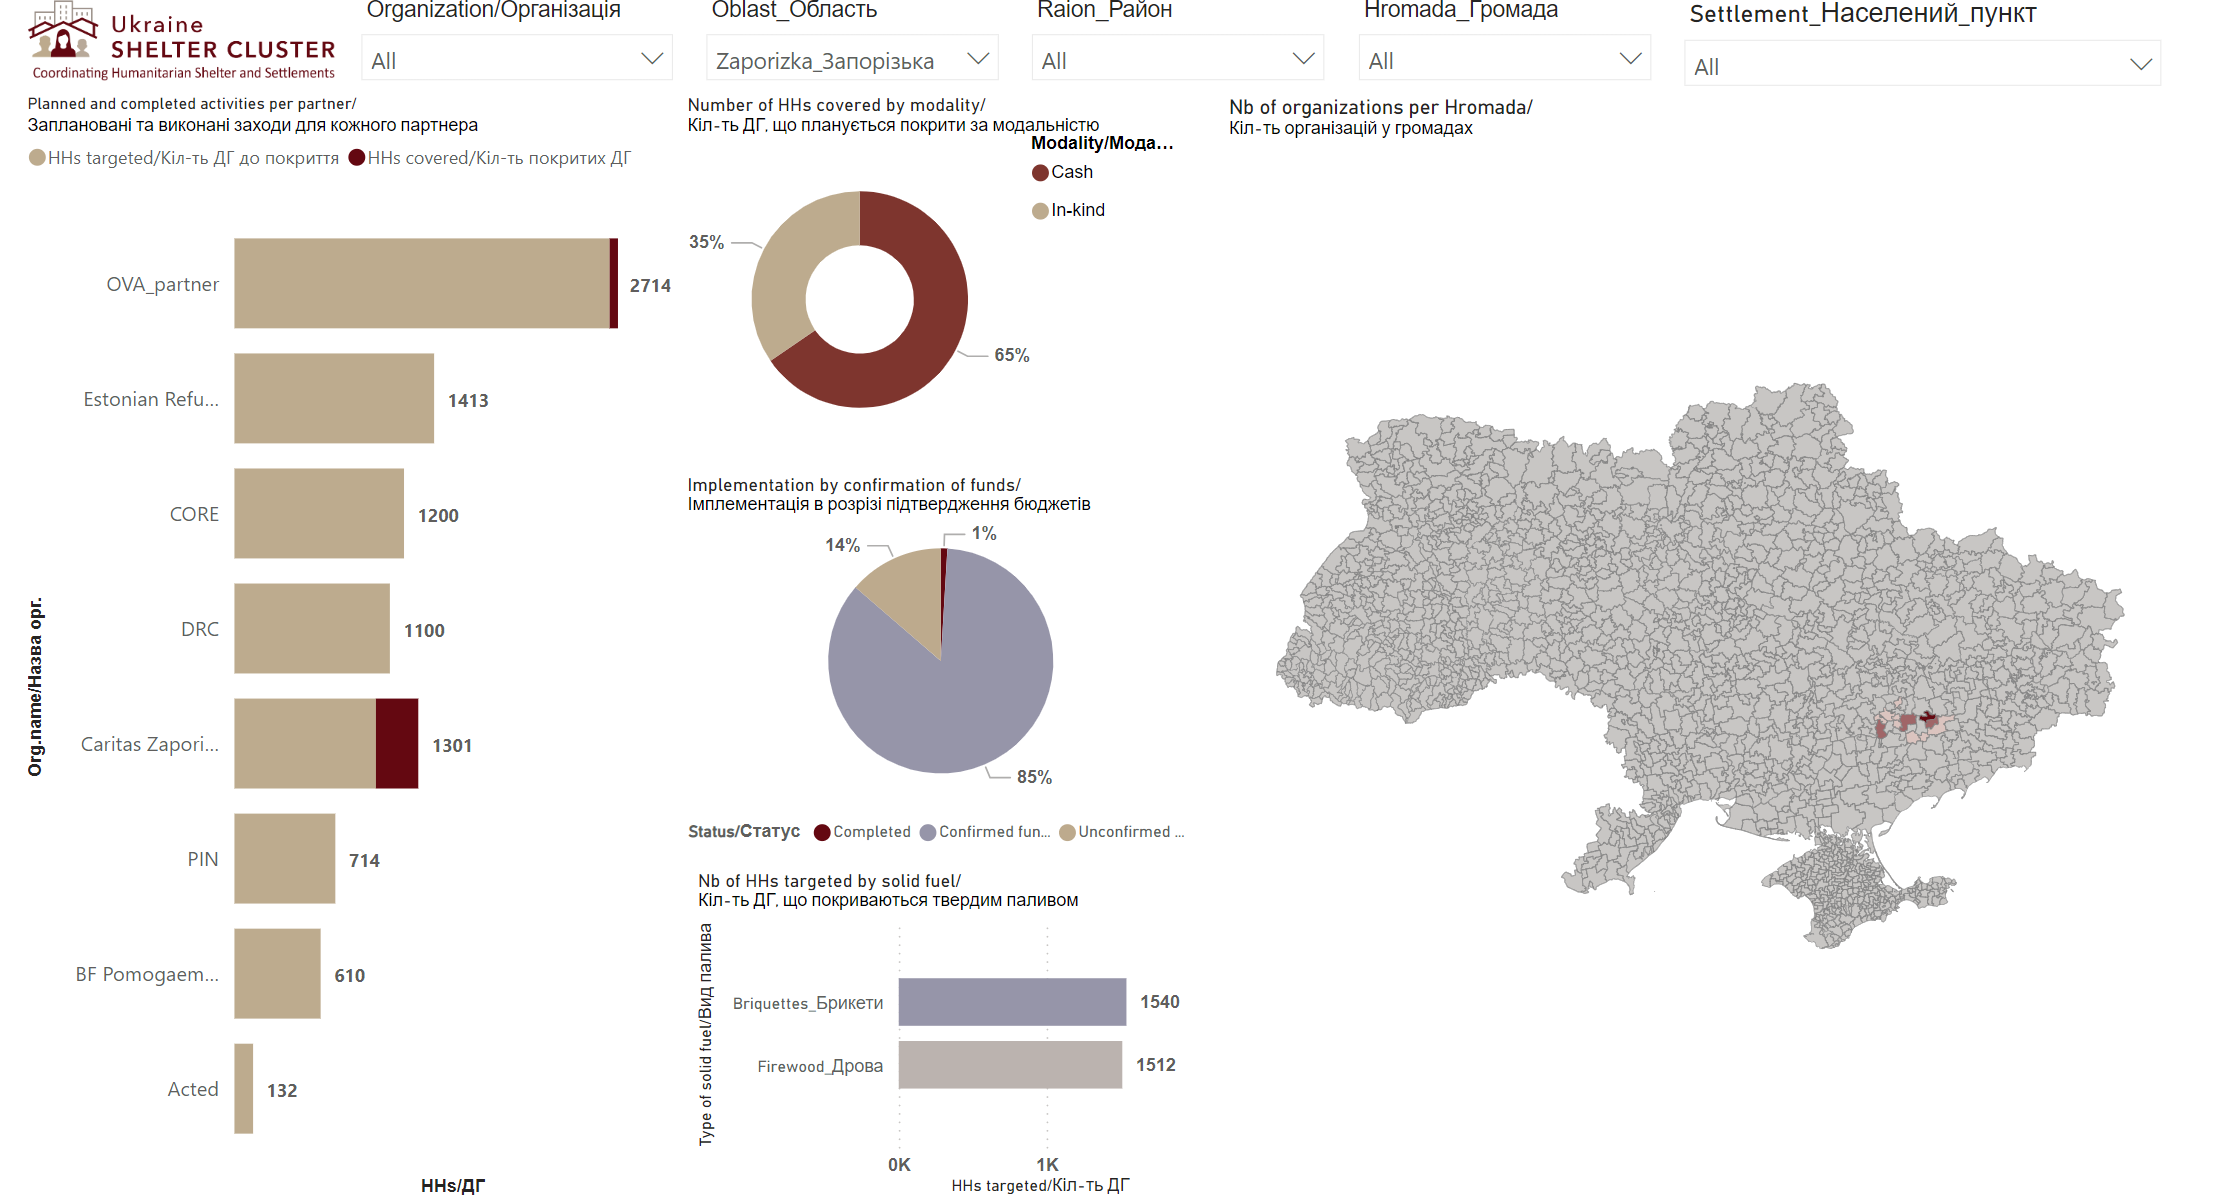 Ukraine
SHELTER CLUSTER
Coordinating Humanitarian Shelter and Settlements
Organization/Організація
All
Oblast_Область
Zaporizka_Запорізька
Raion_Район
All
Hromada_Громада
All
Settlement_Населений_пункт
All
Planned and completed activities per partner/
Заплановані та виконані заходи для кожного партнера
HHs targeted/Кіл-ть ДГ до покриття HHs covered/Кіл-ть покритих ДГ
Org.name/Назва орг.
OVA_partner 2714
Estonian Refu... 1413
CORE 1200
DRC 1100
Caritas Zapori... 1301
PIN 714
BF Pomogaem... 610
Acted 132
HHs/ДГ
Number of HHs covered by modality/
Кіл-ть ДГ, що планується покрити за модальністю
Modality/Мода...
Cash
In-kind
35%
65%
Implementation by confirmation of funds/
Імплементація в розрізі підтвердження бюджетів
1%
14%
85%
Status/Статус Completed Confirmed fun... Unconfirmed ...
Nb of HHs targeted by solid fuel/
Кіл-ть ДГ, що покриваються твердим паливом
Type of solid fuel/Вид палива
Briquettes_Брикети 1540
Firewood_Дрова 1512
0K 1K
HHs targeted/Кіл-ть ДГ
Nb of organizations per Hromada/
Кіл-ть організацій у громадах